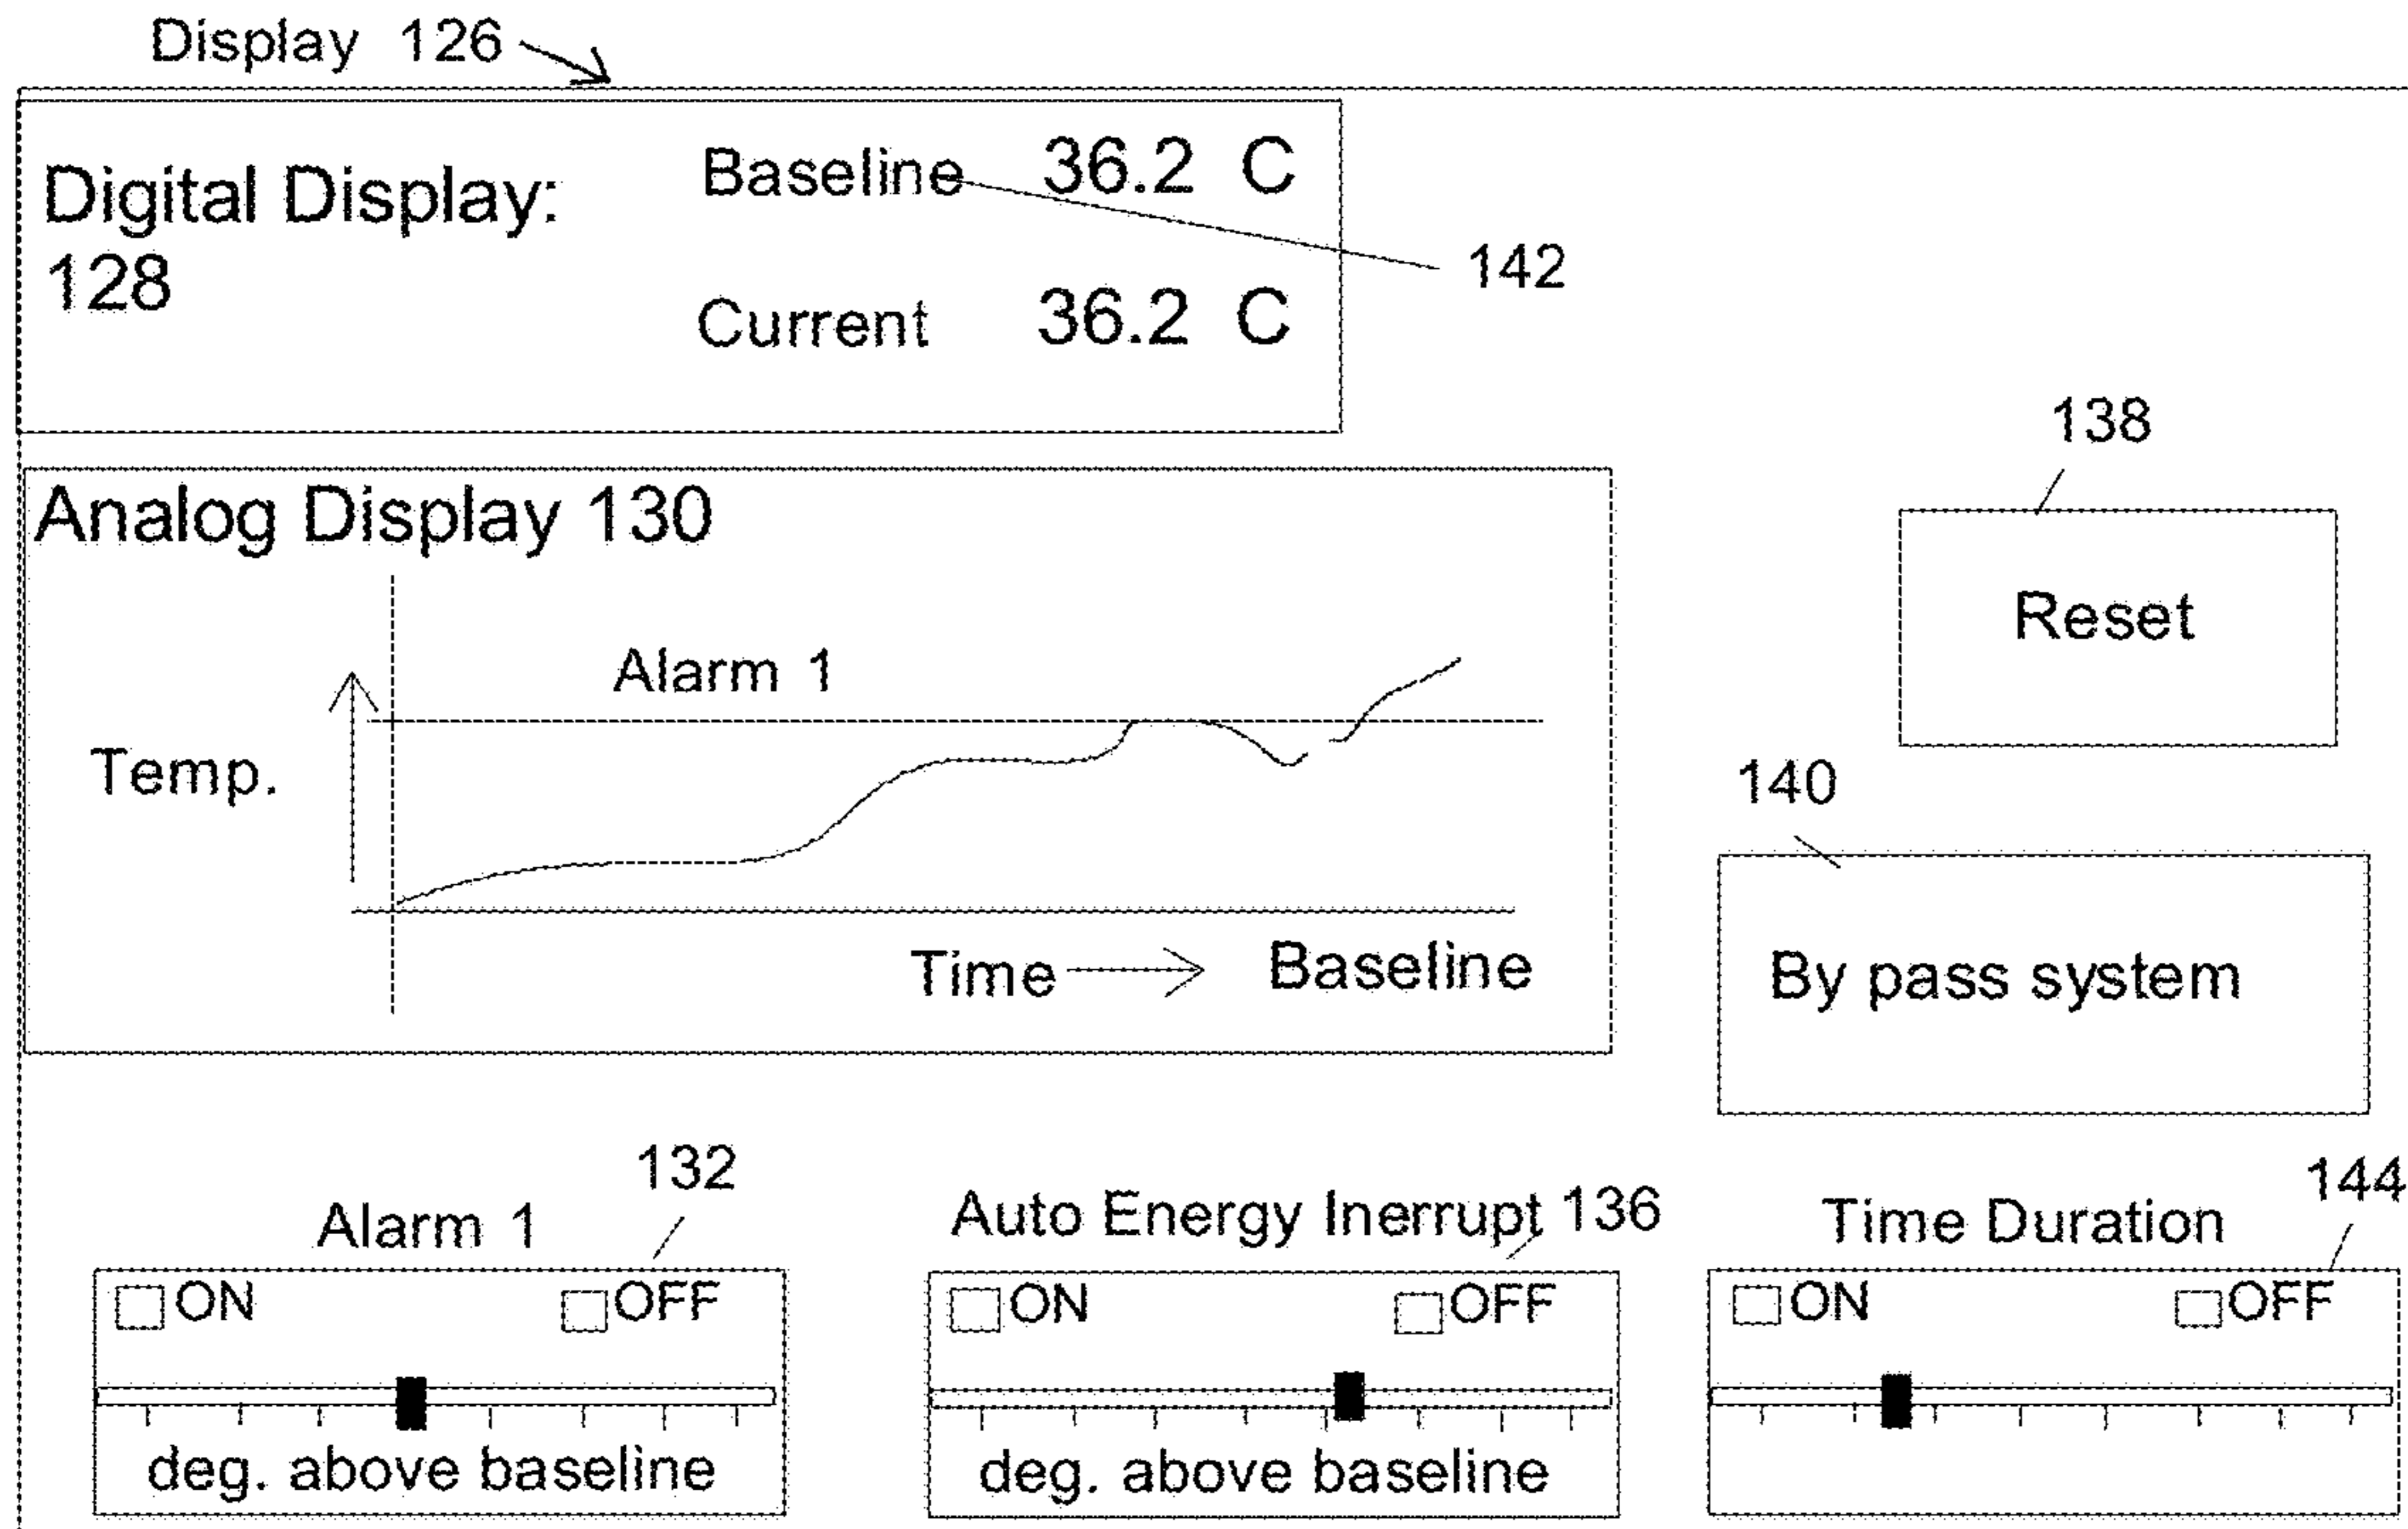 Display 126
Digital Display:
128
Baseline 36.2 C
142
Current 36.2 C
138
Analog Display 130
Reset
Alarm 1
Temp.
140
Time Baseline
By pass system
132
144
Alarm 1
Auto Energy Inerrupt 136
Time Duration
ON OFF
ON OFF
ON OFF
deg. above baseline
deg. above baseline